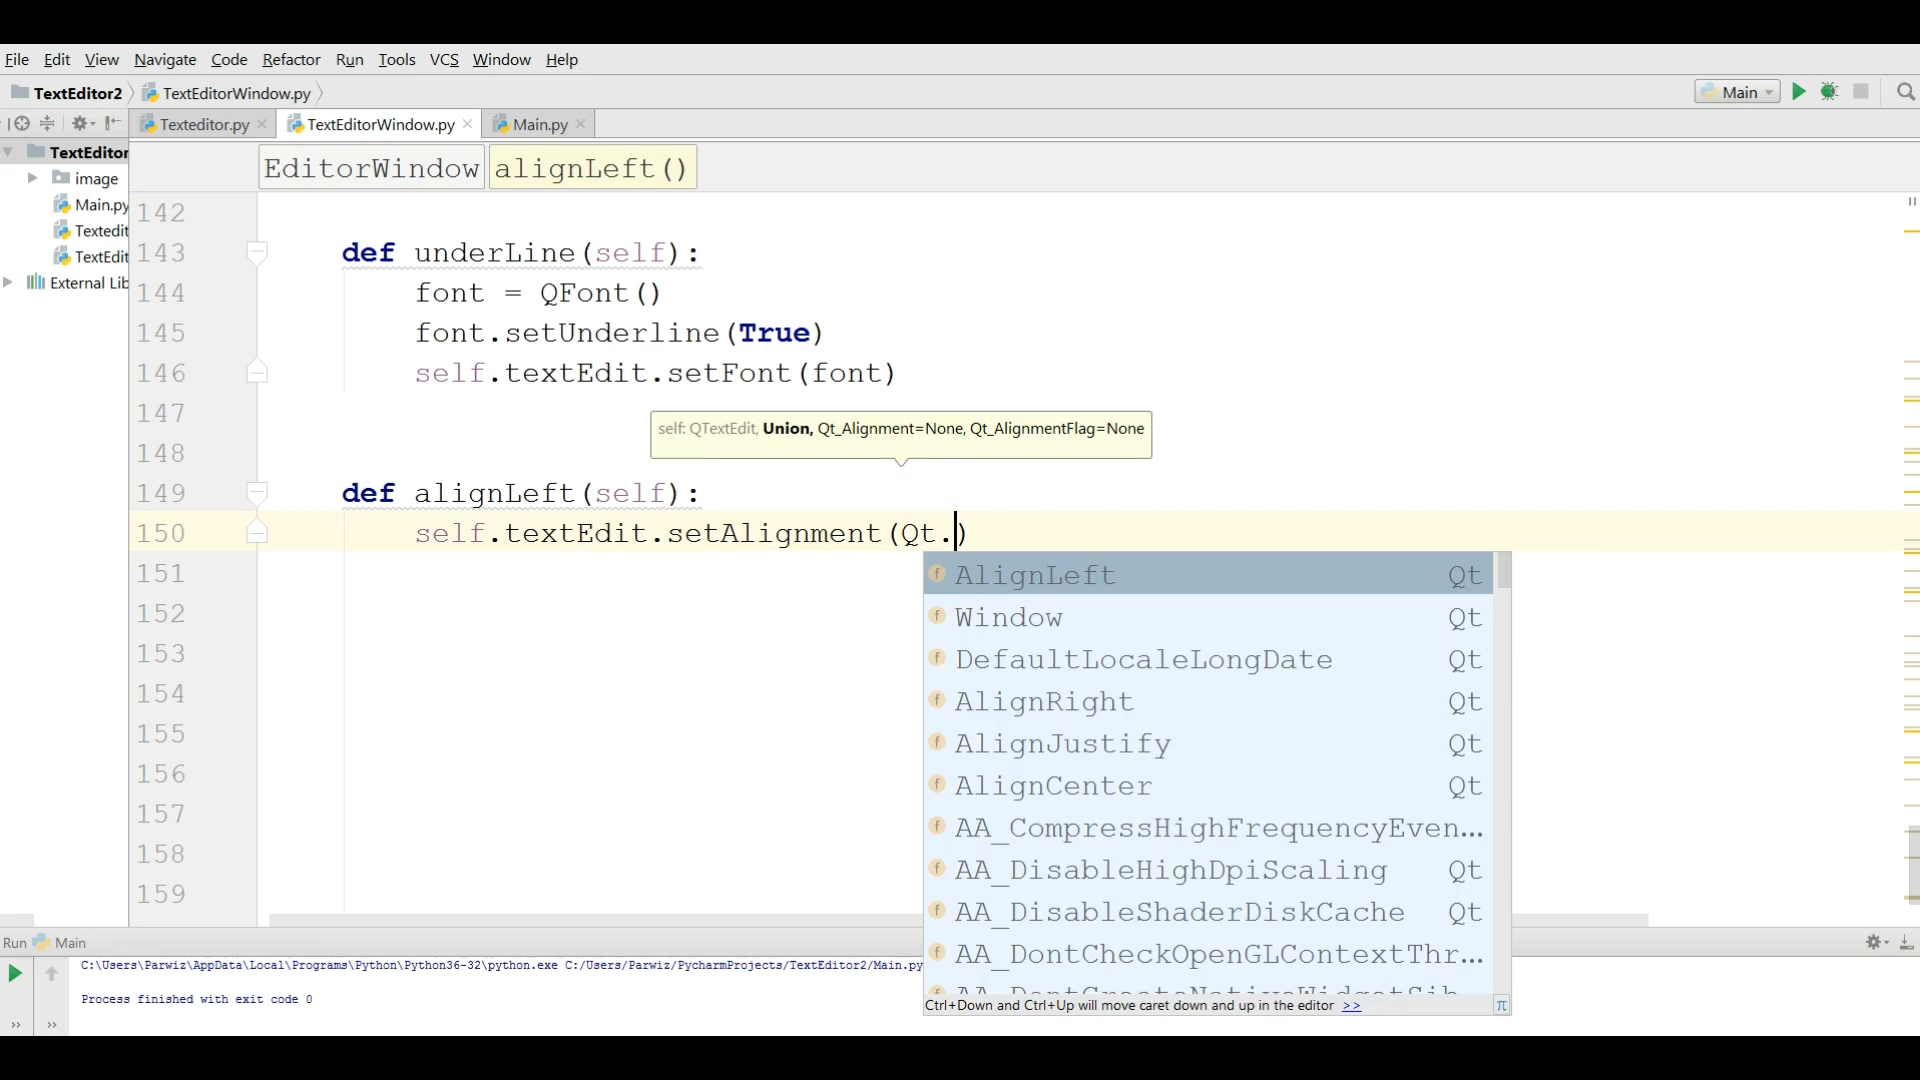 File Edit View Navigate Code Refactor Run Tools VCS Window Help
TextEditor2 TextEditorWindow.py Main
Texteditor.py TextEditorWindow.py Main.py
TextEditor
image
Main.py
Textedit
TextEdit
External Lib
EditorWindow alignLeft()
142
143 def underLine(self):
144 font = QFont()
145 font.setUnderline(True)
146 self.textEdit.setFont(font)
147
self: QTextEdit, Union, Qt_Alignment=None, Qt_AlignmentFlag=None
148
149 def alignLeft(self):
150 self.textEdit.setAlignment(Qt.)
151
152
153
154
155
156
157
158
159
AlignLeft Qt
Window Qt
DefaultLocaleLongDate Qt
AlignRight Qt
AlignJustify Qt
AlignCenter Qt
AA_CompressHighFrequencyEven...
AA_DisableHighDpiScaling Qt
AA_DisableShaderDiskCache Qt
AA_DontCheckOpenGLContextThr...
Ctrl+Down and Ctrl+Up will move caret down and up in the editor >>
π
Run Main
C:\Users\Parwiz\AppData\Local\Programs\Python\Python36-32\python.exe C:/Users/Parwiz/PycharmProjects/TextEditor2/Main.py
Process finished with exit code 0